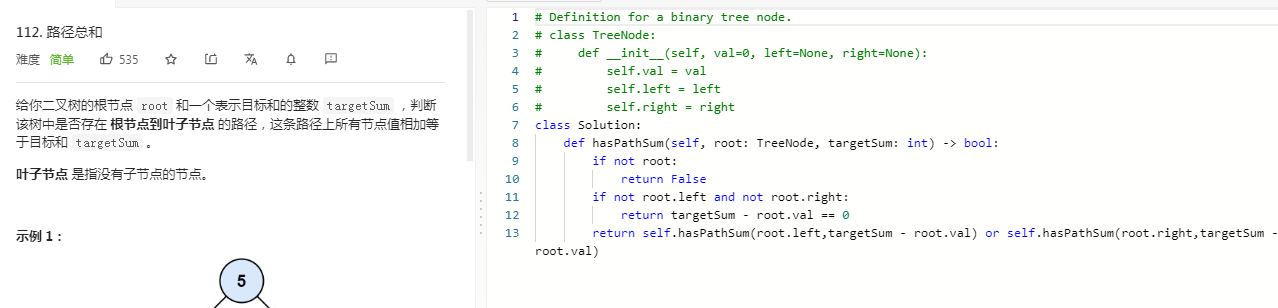 112. 路径总和
难度 简单 535
给你二叉树的根节点 root 和一个表示目标和的整数 targetSum ，判断
该树中是否存在 根节点到叶子节点 的路径，这条路径上所有节点值相加等
于目标和 targetSum 。
叶子节点 是指没有子节点的节点。
示例 1：
5
1 # Definition for a binary tree node.
2 # class TreeNode:
3 #     def __init__(self, val=0, left=None, right=None):
4 #         self.val = val
5 #         self.left = left
6 #         self.right = right
7 class Solution:
8     def hasPathSum(self, root: TreeNode, targetSum: int) -> bool:
9         if not root:
10             return False
11         if not root.left and not root.right:
12             return targetSum - root.val == 0
13         return self.hasPathSum(root.left,targetSum - root.val) or self.hasPathSum(root.right,targetSum -
root.val)